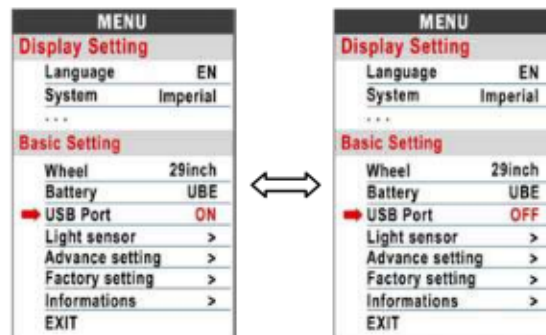 MENU
Display Setting
Language EN
System Imperial
. . .
Basic Setting
Wheel 29inch
Battery UBE
USB Port ON
Light sensor >
Advance setting >
Factory setting >
Informations >
EXIT
MENU
Display Setting
Language EN
System Imperial
. . .
Basic Setting
Wheel 29inch
Battery UBE
USB Port OFF
Light sensor >
Advance setting >
Factory setting >
Informations >
EXIT